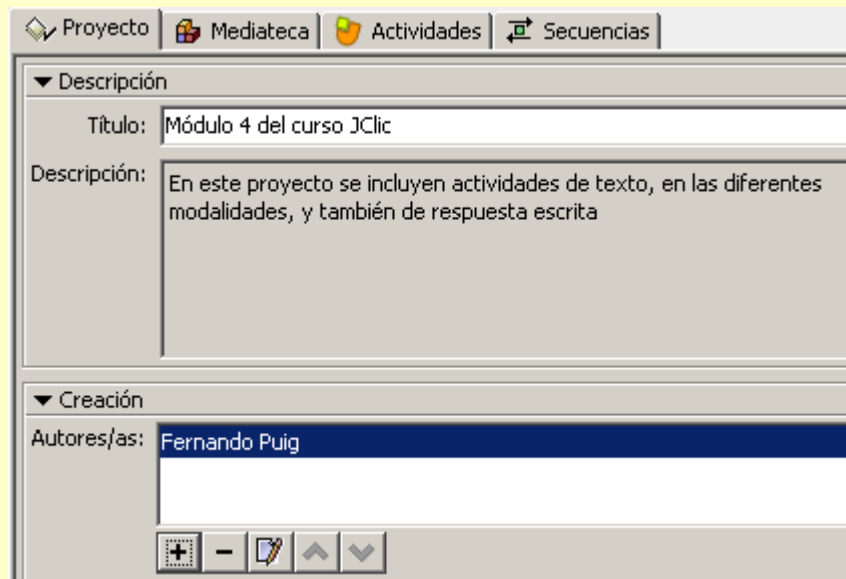 Proyecto Mediateca Actividades Secuencias
Descripción
Título: Módulo 4 del curso JClic
Descripción: En este proyecto se incluyen actividades de texto, en las diferentes
modalidades, y también de respuesta escrita
Creación
Autores/as: Fernando Puig